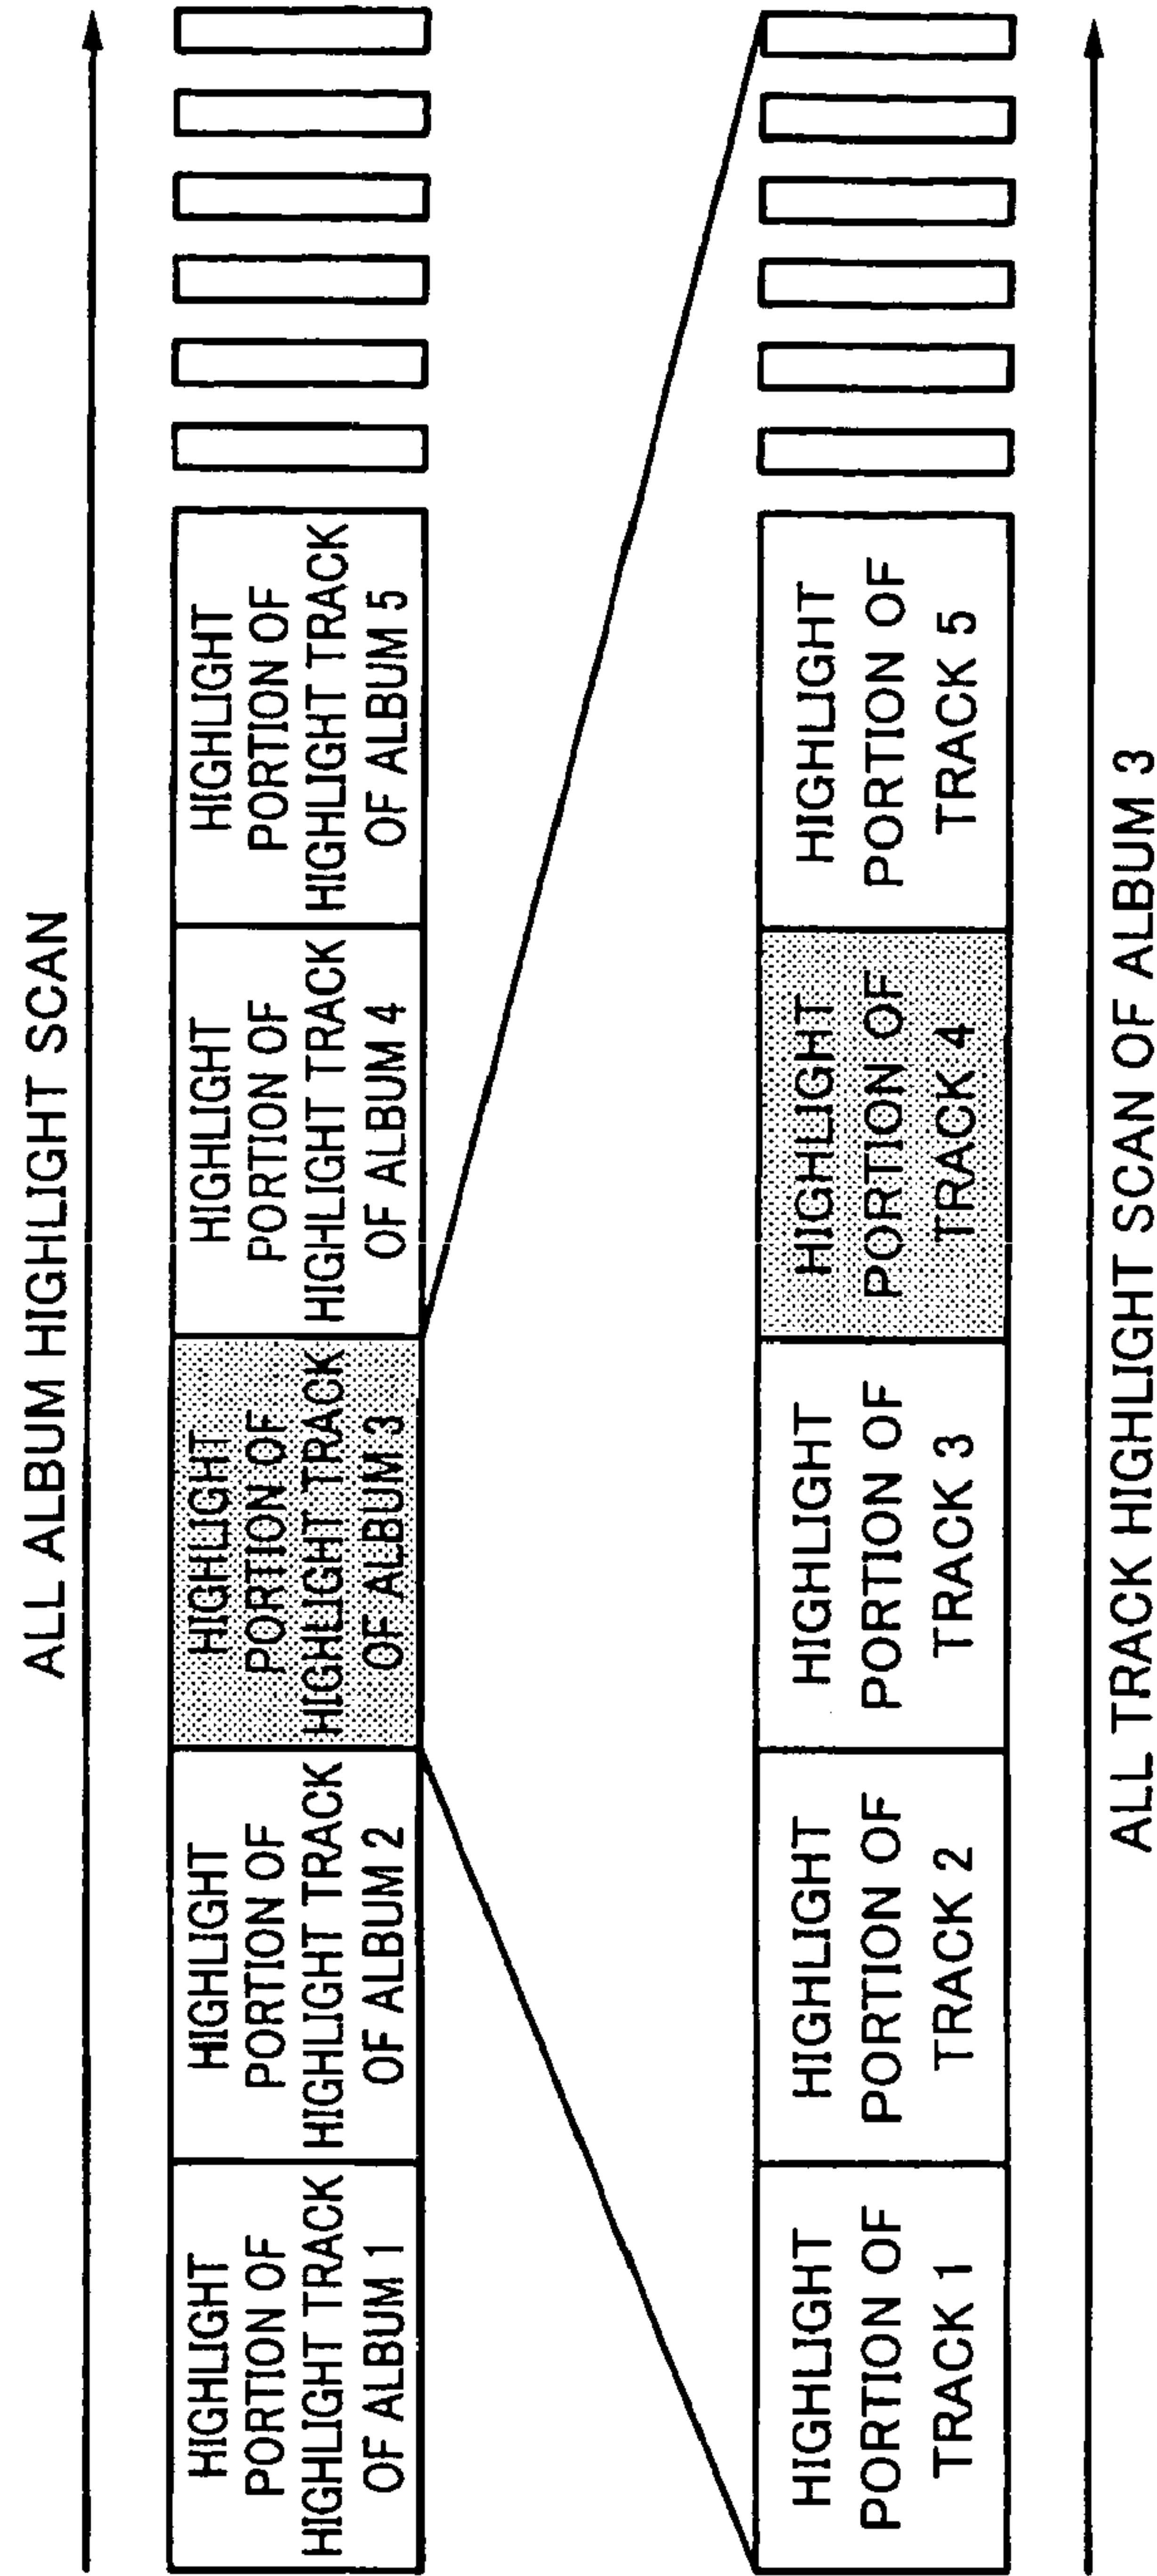 ALL ALBUM HIGHLIGHT SCAN
HIGHLIGHT
PORTION OF
HIGHLIGHT TRACK
OF ALBUM 1
HIGHLIGHT
PORTION OF
HIGHLIGHT TRACK
OF ALBUM 2
HIGHLIGHT
PORTION OF
HIGHLIGHT TRACK
OF ALBUM 3
HIGHLIGHT
PORTION OF
HIGHLIGHT TRACK
OF ALBUM 4
HIGHLIGHT
PORTION OF
HIGHLIGHT TRACK
OF ALBUM 5
HIGHLIGHT
PORTION OF
TRACK 1
HIGHLIGHT
PORTION OF
TRACK 2
HIGHLIGHT
PORTION OF
TRACK 3
HIGHLIGHT
PORTION OF
TRACK 4
HIGHLIGHT
PORTION OF
TRACK 5
ALL TRACK HIGHLIGHT SCAN OF ALBUM 3